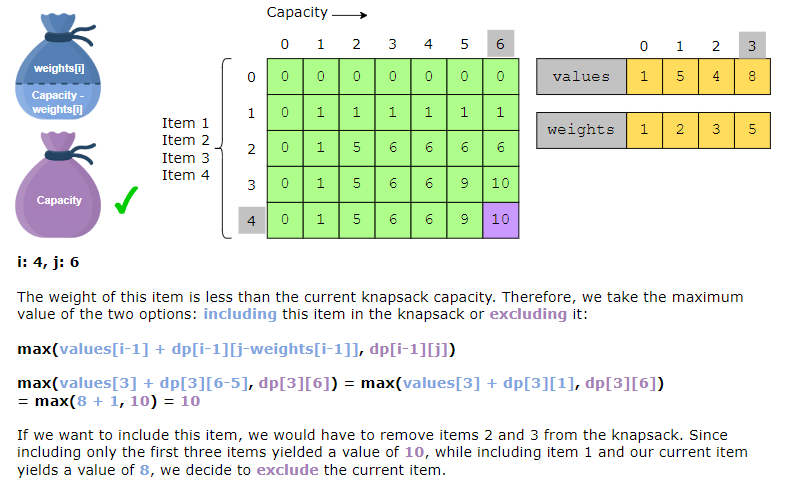 Capacity
0 1 2 3 4 5 6
0 1 2 3
weights[i]
Capacity -
weights[i]
0 0 0 0 0 0 0 0
values 1 5 4 8
1 0 1 1 1 1 1 1
weights 1 2 3 5
Item 1
Item 2
Item 3
Item 4
2 0 1 5 6 6 6 6
3 0 1 5 6 6 9 10
4 0 1 5 6 6 9 10
Capacity
i: 4, j: 6
The weight of this item is less than the current knapsack capacity. Therefore, we take the maximum
value of the two options: including this item in the knapsack or excluding it:
max(values[i-1] + dp[i-1][j-weights[i-1]], dp[i-1][j])
max(values[3] + dp[3][6-5], dp[3][6]) = max(values[3] + dp[3][1], dp[3][6])
= max(8 + 1, 10) = 10
If we want to include this item, we would have to remove items 2 and 3 from the knapsack. Since
including only the first three items yielded a value of 10, while including item 1 and our current item
yields a value of 8, we decide to exclude the current item.